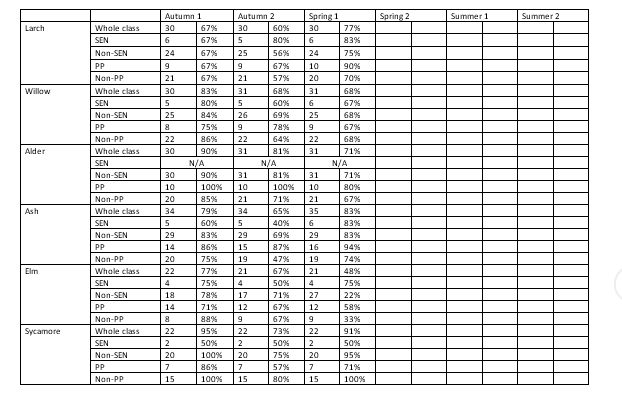 Autumn 1 Autumn 2 Spring 1 Spring 2 Summer 1 Summer 2
Larch Whole class 30 67% 30 60% 30 77%
SEN 6 67% 5 80% 6 83%
Non-SEN 24 67% 25 56% 24 75%
PP 9 67% 9 67% 10 90%
Non-PP 21 67% 21 57% 20 70%
Willow Whole class 30 83% 31 68% 31 68%
SEN 5 80% 5 60% 6 67%
Non-SEN 25 84% 26 69% 25 68%
PP 8 75% 9 78% 9 67%
Non-PP 22 86% 22 64% 22 68%
Alder Whole class 30 90% 31 81% 31 71%
SEN N/A N/A N/A
Non-SEN 30 90% 31 81% 31 71%
PP 10 100% 10 100% 10 80%
Non-PP 20 85% 21 71% 21 67%
Ash Whole class 34 79% 34 65% 35 83%
SEN 5 60% 5 40% 6 83%
Non-SEN 29 83% 29 69% 29 83%
PP 14 86% 15 87% 16 94%
Non-PP 20 75% 19 47% 19 74%
Elm Whole class 22 77% 21 67% 21 48%
SEN 4 75% 4 50% 4 75%
Non-SEN 18 78% 17 71% 27 22%
PP 14 71% 12 67% 12 58%
Non-PP 8 88% 9 67% 9 33%
Sycamore Whole class 22 95% 22 73% 22 91%
SEN 2 50% 2 50% 2 50%
Non-SEN 20 100% 20 75% 20 95%
PP 7 86% 7 57% 7 71%
Non-PP 15 100% 15 80% 15 100%